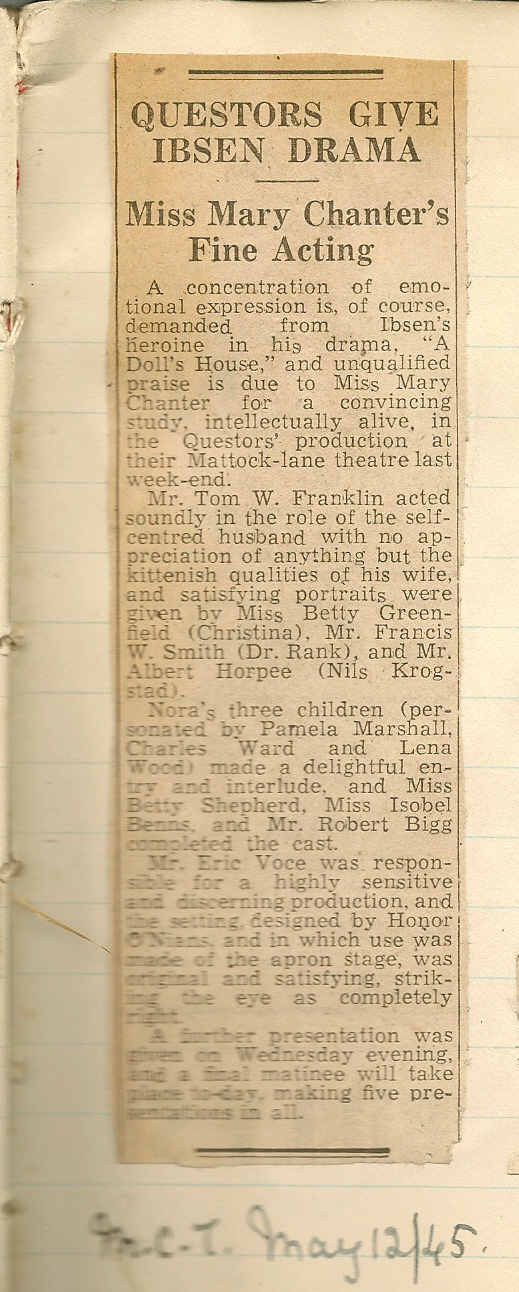 QUESTORS GIVE
IBSEN DRAMA
Miss Mary Chanter's
Fine Acting
A concentration of emo-
tional expression is, of course,
demanded from Ibsen's
heroine in his drama, "A
Doll's House," and unqualified
praise is due to Miss Mary
Chanter for a convincing
study, intellectually alive, in
the Questors' production at
their Mattock-lane theatre last
week-end.
Mr. Tom W. Franklin acted
soundly in the role of the self-
centred husband with no ap-
preciation of anything but the
kittenish qualities of his wife,
and satisfying portraits were
given by Miss Betty Green-
field (Christina), Mr. Francis
W. Smith (Dr. Rank), and Mr.
Albert Horpee (Nils Krog-
stad).
Nora's three children (per-
sonated by Pamela Marshall,
Charles Ward and Lena
Wood) made a delightful en-
try and interlude, and Miss
Betty Shepherd, Miss Isobel
Benns, and Mr. Robert Bigg
completed the cast.
Mr. Eric Voce was respon-
sible for a highly sensitive
and discerning production, and
the setting, designed by Honor
O'Nians, and in which use was
made of the apron stage, was
original and satisfying, strik-
ing the eye as completely
right.
A further presentation was
given on Wednesday evening,
and a final matinee will take
place to-day, making five pre-
sentations in all.
M.C.T. May 12/45.